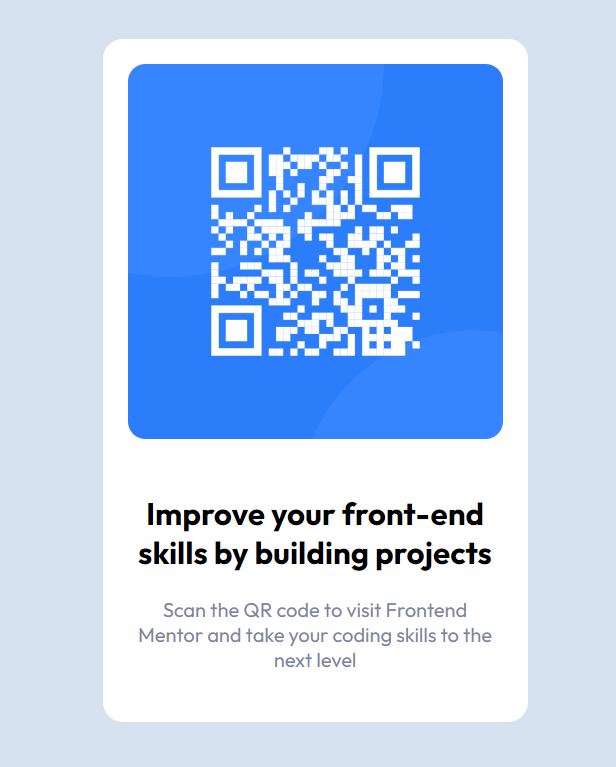 Improve your front-end
skills by building projects
Scan the QR code to visit Frontend
Mentor and take your coding skills to the
next level